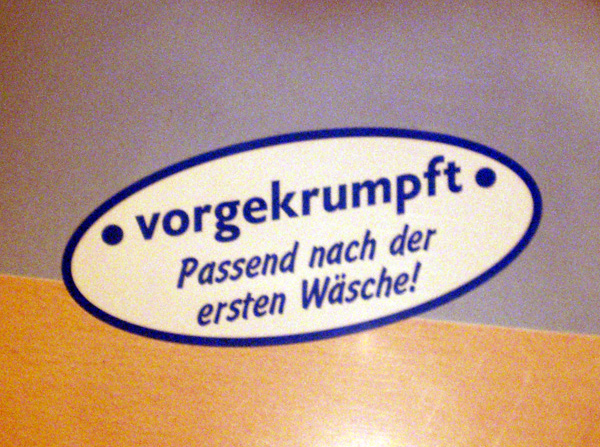 • vorgekrumpft •
Passend nach der
ersten Wäsche!